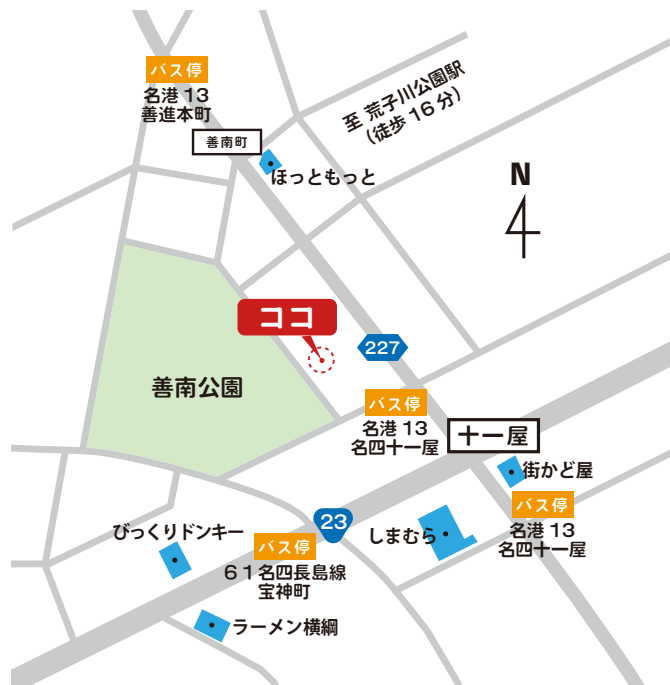 バス停
名港 13
善進本町
善南町
至 荒子川公園駅
(徒歩 16 分)
ほっともっと
N
ココ
227
善南公園
バス停
名港 13
名四十一屋
十一屋
街かど屋
バス停
名港 13
名四十一屋
23
しまむら
びっくりドンキー
バス停
61名四長島線
宝神町
ラーメン横綱